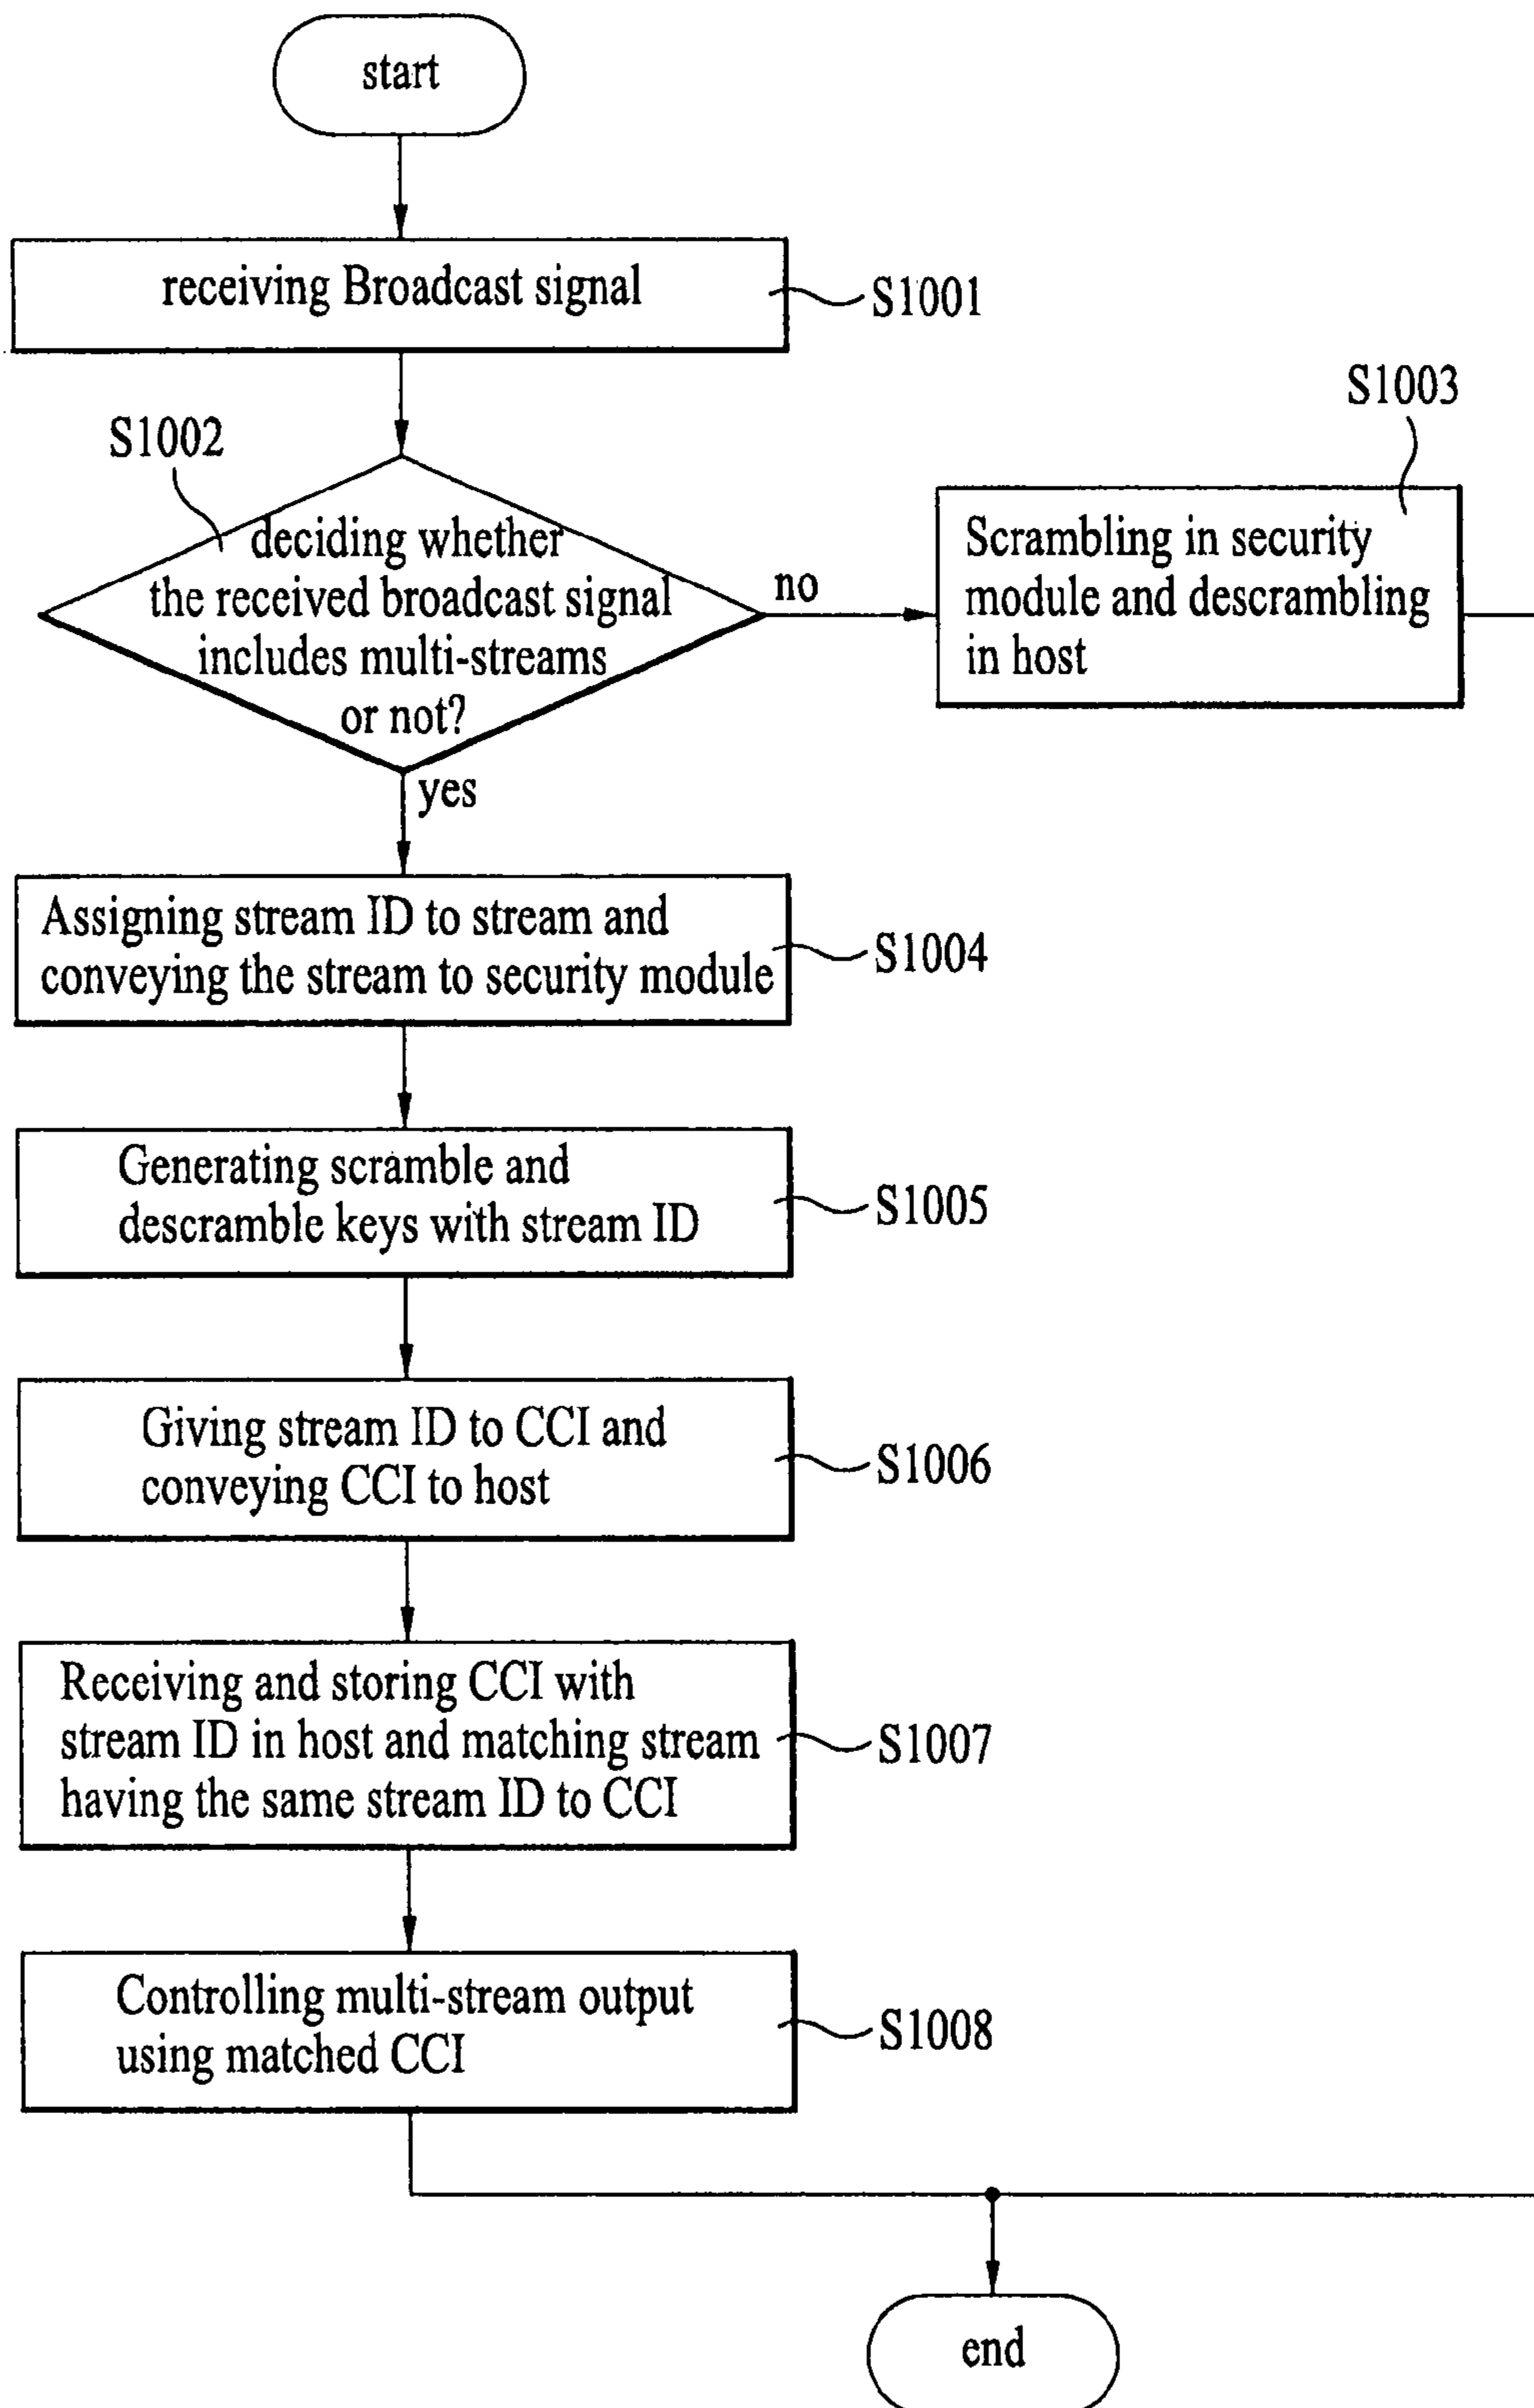 start
receiving Broadcast signal
S1001
S1002
deciding whether
the received broadcast signal
includes multi-streams
or not?
no
S1003
Scrambling in security
module and descrambling
in host
yes
Assigning stream ID to stream and
conveying the stream to security module
S1004
Generating scramble and
descramble keys with stream ID
S1005
Giving stream ID to CCI and
conveying CCI to host
S1006
Receiving and storing CCI with
stream ID in host and matching stream
having the same stream ID to CCI
S1007
Controlling multi-stream output
using matched CCI
S1008
end